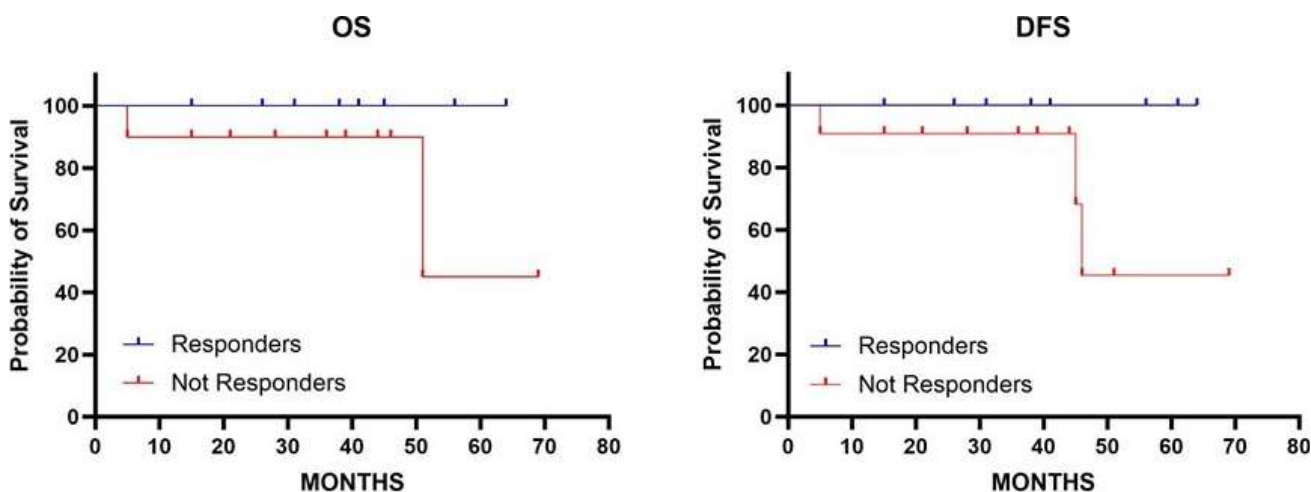 OS
Probability of Survival
100
80
60
40
20
0
Responders
Not Responders
0 10 20 30 40 50 60 70 80
MONTHS
DFS
Probability of Survival
100
80
60
40
20
0
Responders
Not Responders
0 10 20 30 40 50 60 70 80
MONTHS